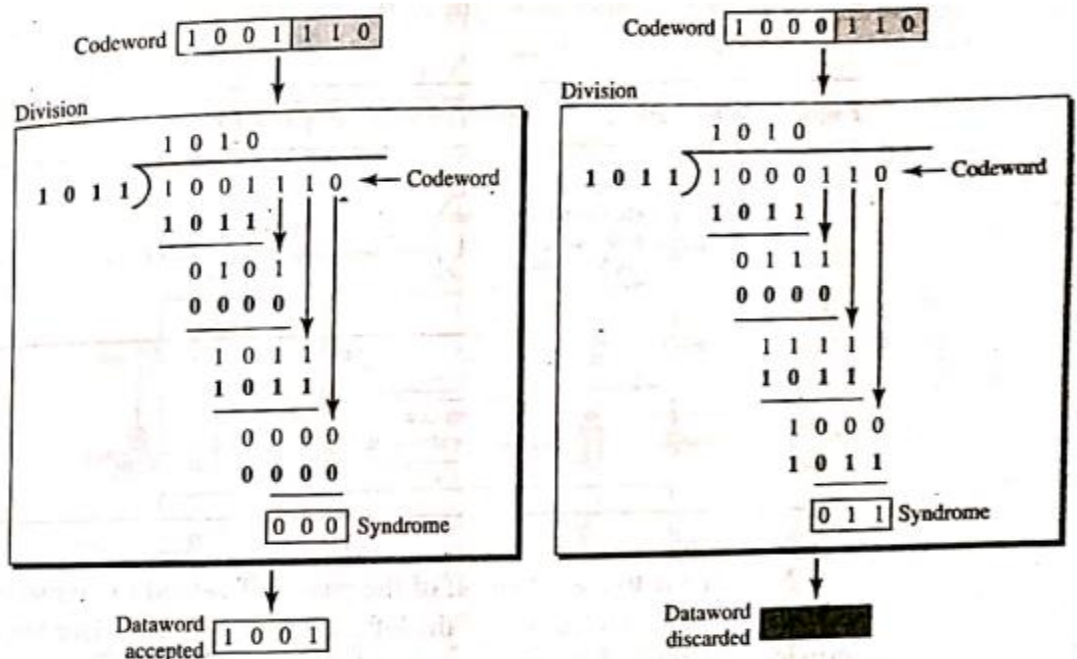 Codeword 1 0 0 1 1 1 0
Division
1 0 1 0
1 0 1 1 ) 1 0 0 1 1 1 0 ← Codeword
1 0 1 1
0 1 0 1
0 0 0 0
1 0 1 1
1 0 1 1
0 0 0 0
0 0 0 0
0 0 0 Syndrome
Dataword
accepted 1 0 0 1
Codeword 1 0 0 0 1 1 0
Division
1 0 1 0
1 0 1 1 ) 1 0 0 0 1 1 0 ← Codeword
1 0 1 1
0 1 1 1
0 0 0 0
1 1 1 1
1 0 1 1
1 0 0 0
1 0 1 1
0 1 1 Syndrome
Dataword
discarded